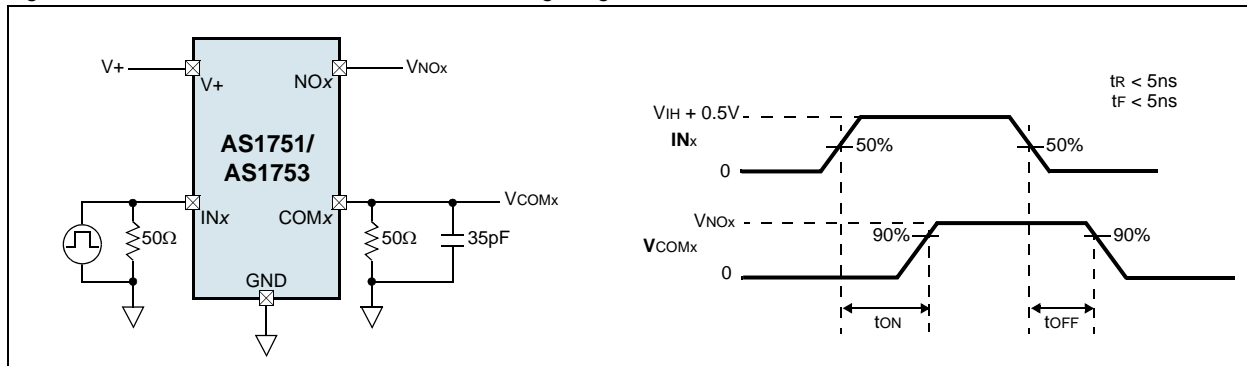 V+
V+
NOx
VNOx
AS1751/
AS1753
INx
COMx
VCOMx
50Ω
50Ω
35pF
GND
tR < 5ns
tF < 5ns
VIH + 0.5V
INx
50%
50%
0
VNOx
VCOMx
90%
90%
0
tON
tOFF